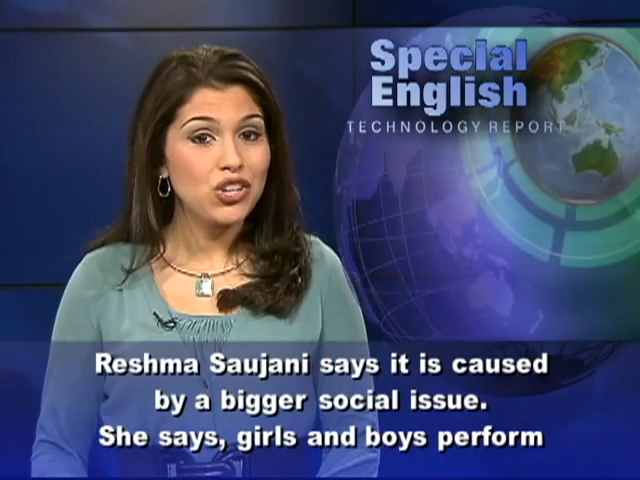 Special
English
TECHNOLOGY REPORT
Reshma Saujani says it is caused
by a bigger social issue.
She says, girls and boys perform